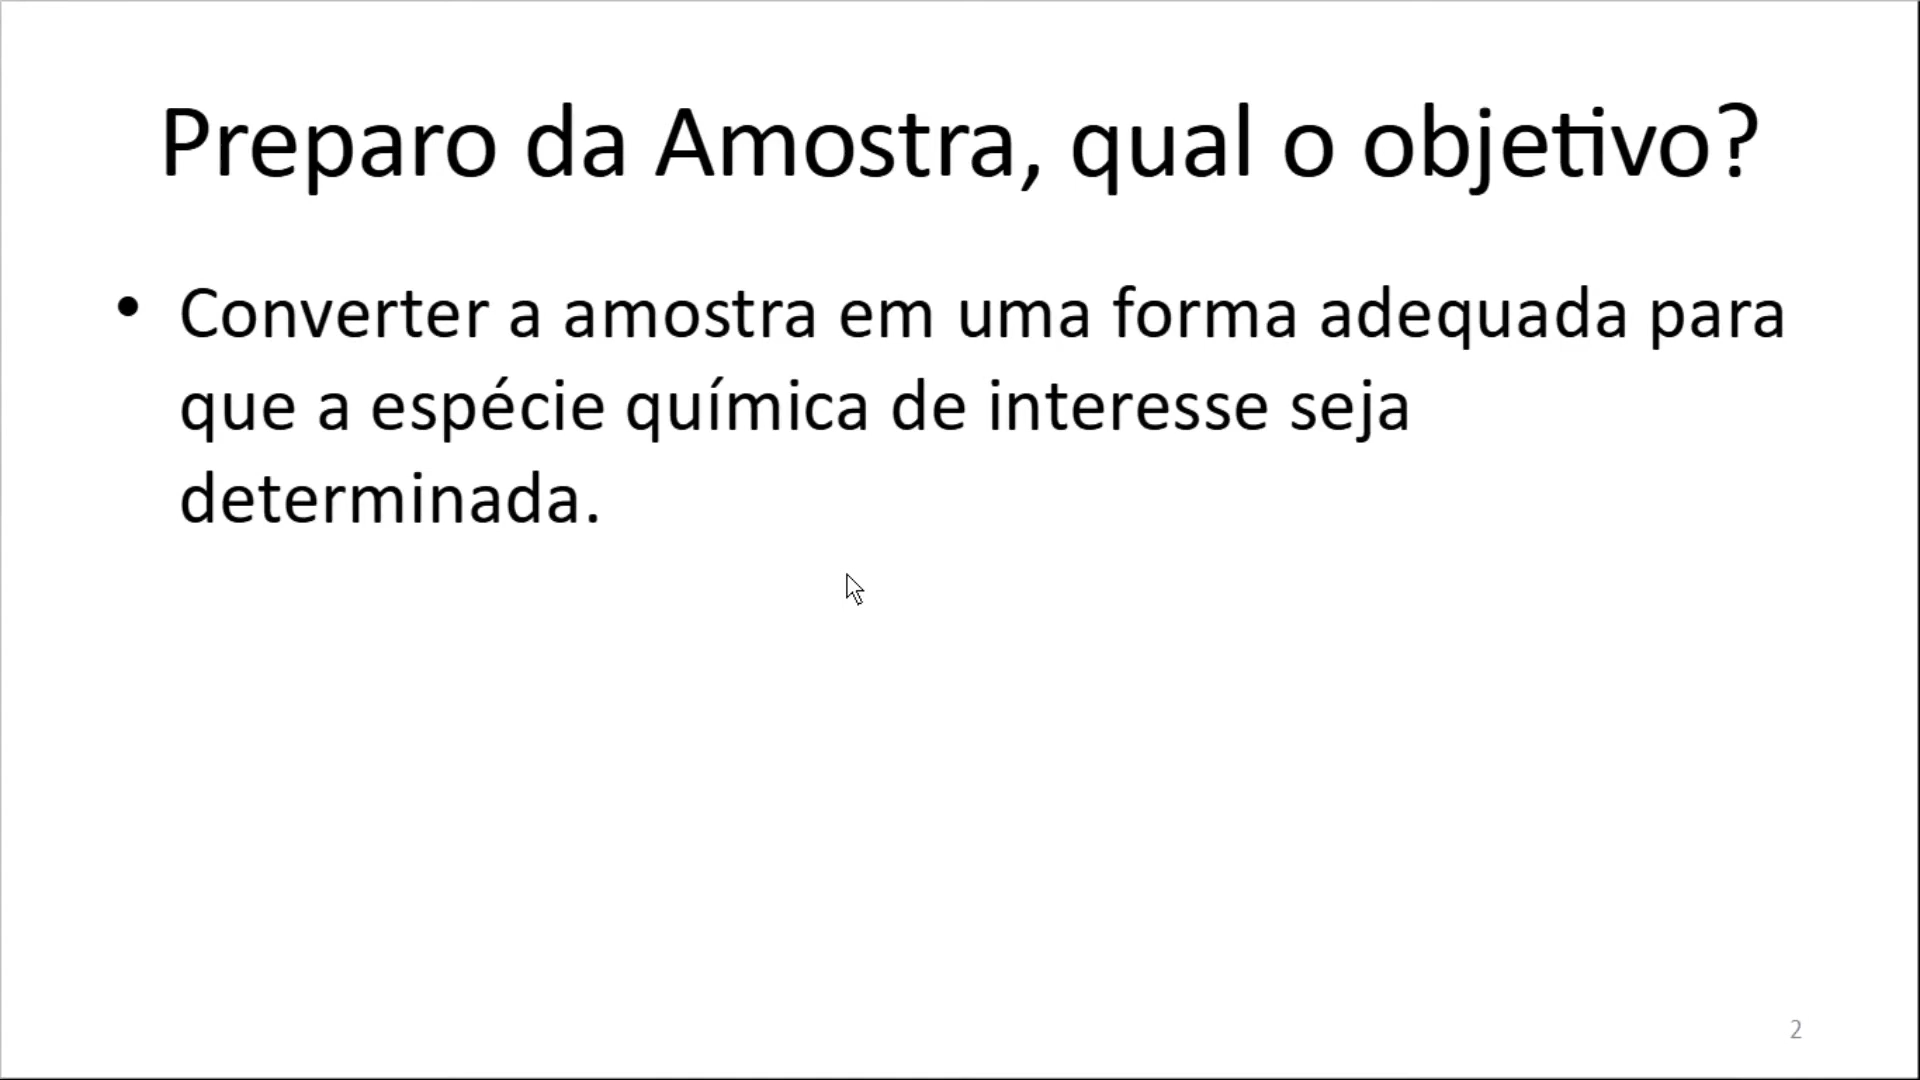 Preparo da Amostra, qual o objetivo?
• Converter a amostra em uma forma adequada para
que a espécie química de interesse seja
determinada.
2